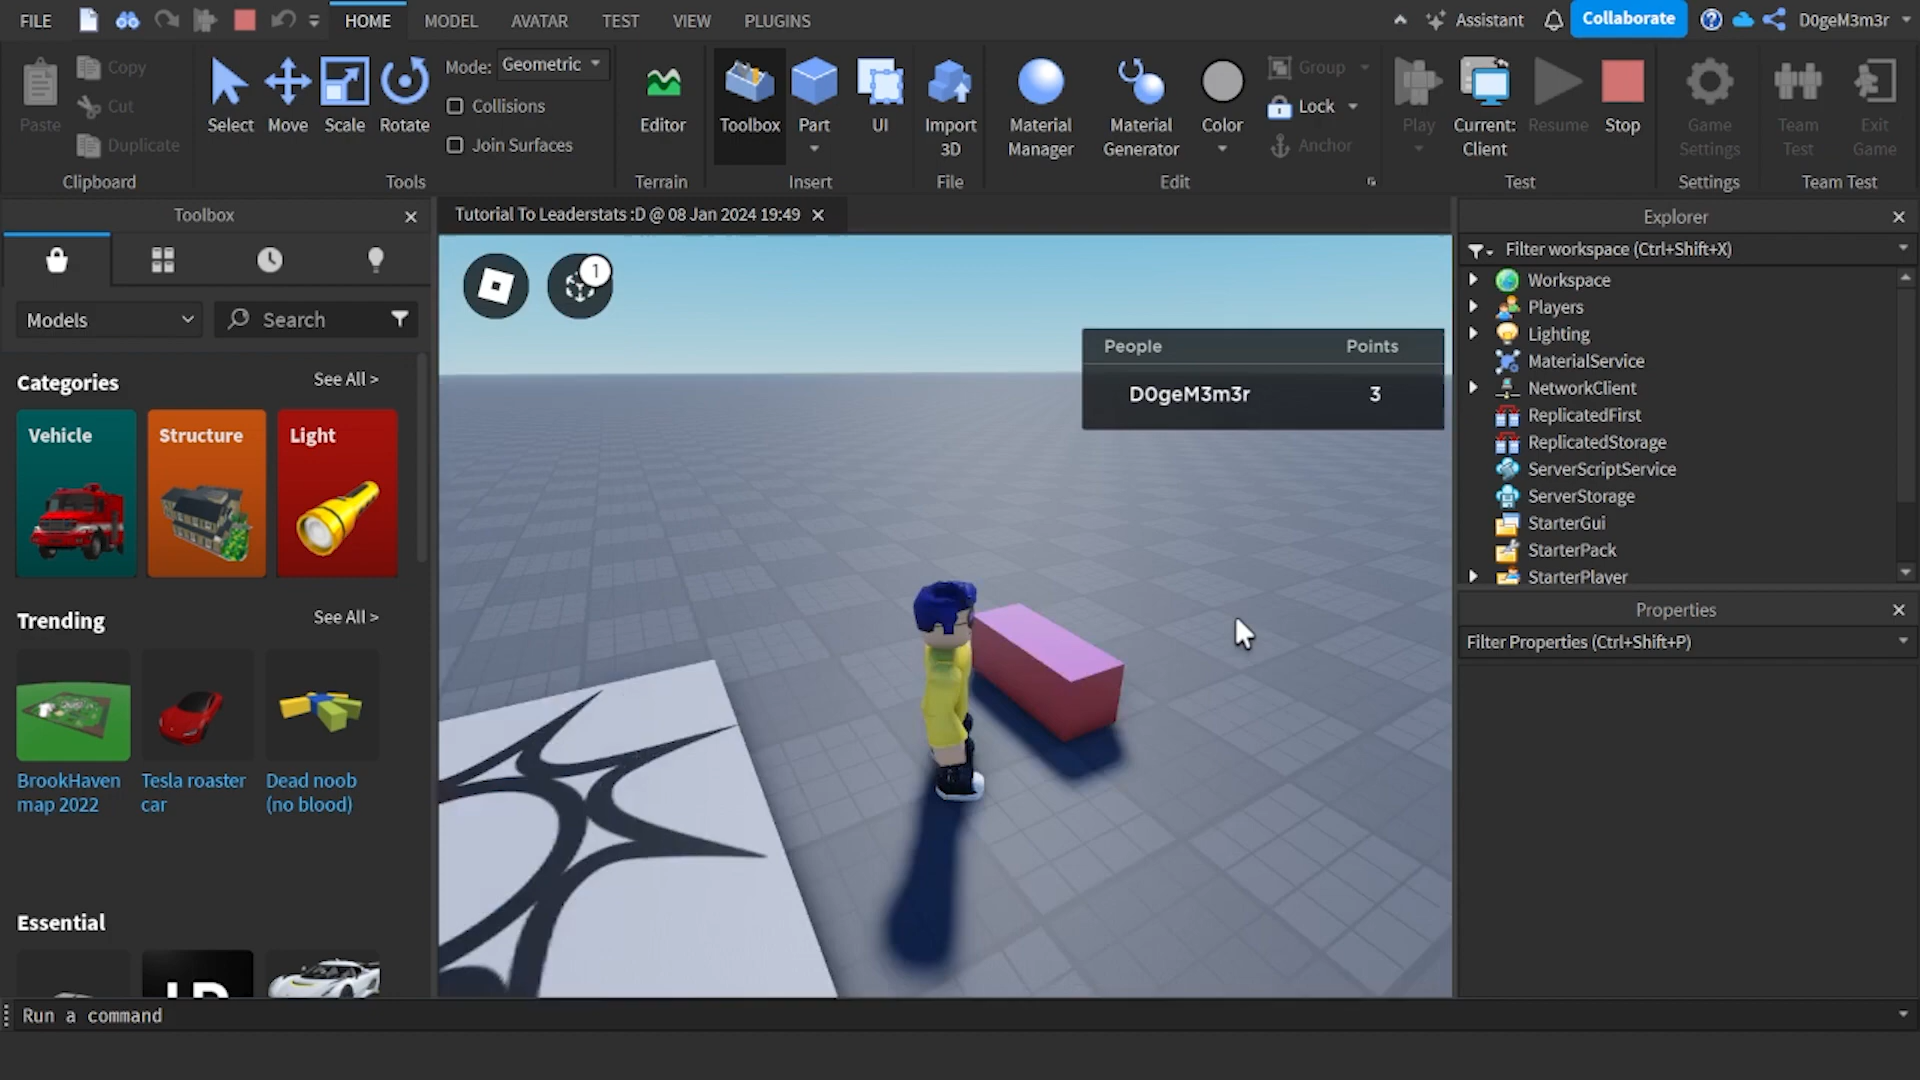 FILE HOME MODEL AVATAR TEST VIEW PLUGINS Assistant Collaborate D0geM3m3r
Paste
Copy
Cut
Duplicate
Clipboard
Select Move Scale Rotate
Mode: Geometric
Collisions
Join Surfaces
Tools
Editor
Terrain
Toolbox Part UI
Insert
Import
3D
File
Material
Manager
Material
Generator
Color
Group
Lock
Anchor
Edit
Play
Current:
Client
Resume
Stop
Test
Game
Settings
Settings
Team
Test
Exit
Game
Team Test
Toolbox
Models
Search
Categories See All >
Vehicle Structure Light
Trending See All >
BrookHaven
map 2022
Tesla roaster
car
Dead noob
(no blood)
Essential
Tutorial To Leaderstats :D @ 08 Jan 2024 19:49
1
People Points
D0geM3m3r 3
Explorer
Filter workspace (Ctrl+Shift+X)
Workspace
Players
Lighting
MaterialService
NetworkClient
ReplicatedFirst
ReplicatedStorage
ServerScriptService
ServerStorage
StarterGui
StarterPack
StarterPlayer
Properties
Filter Properties (Ctrl+Shift+P)
Run a command